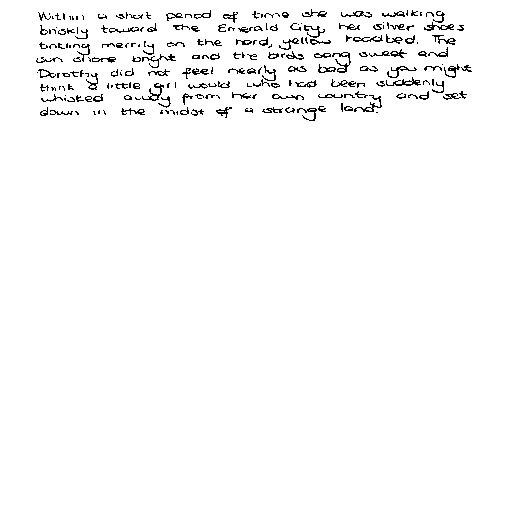 Within a short period of time she was walking
briskly toward the Emerald City, her silver shoes
tinkling merrily on the hard, yellow roadbed. The
sun shone bright and the birds sang sweet and
Dorothy did not feel nearly as bad as you might
think a little girl would who had been suddenly
whisked away from her own country and set
down in the midst of a strange land.